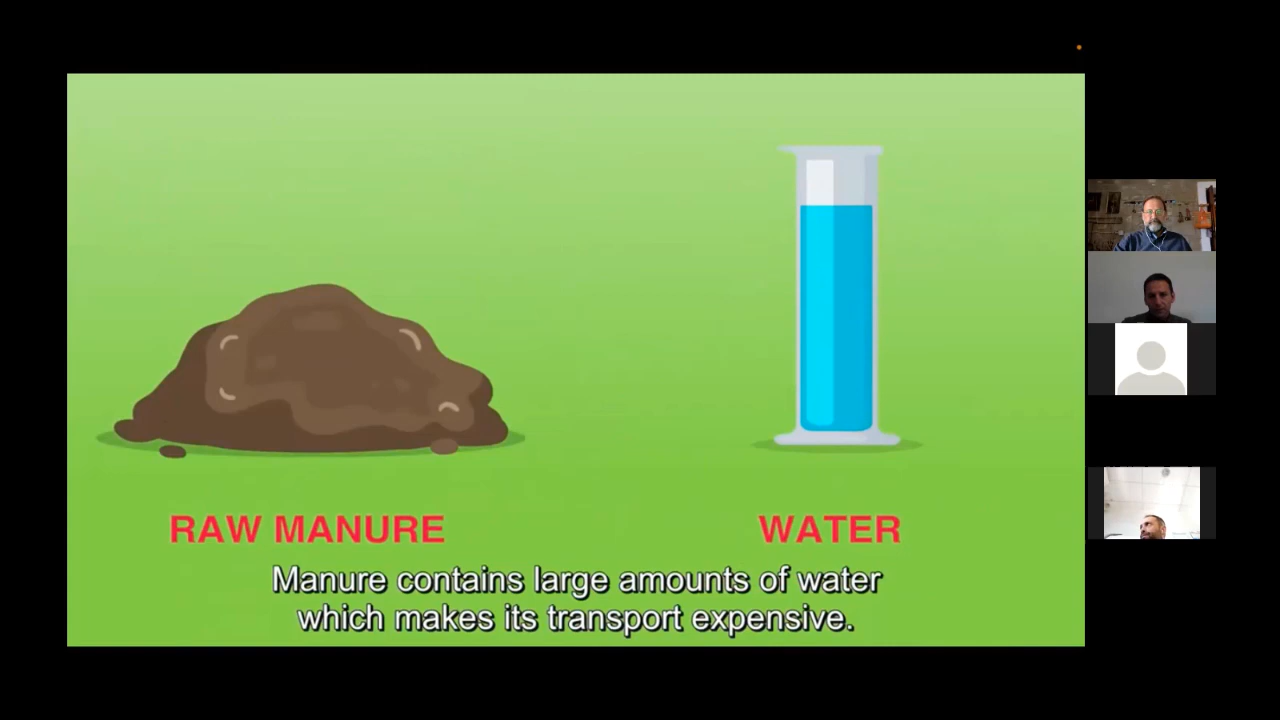 RAW MANURE
WATER
Manure contains large amounts of water
which makes its transport expensive.